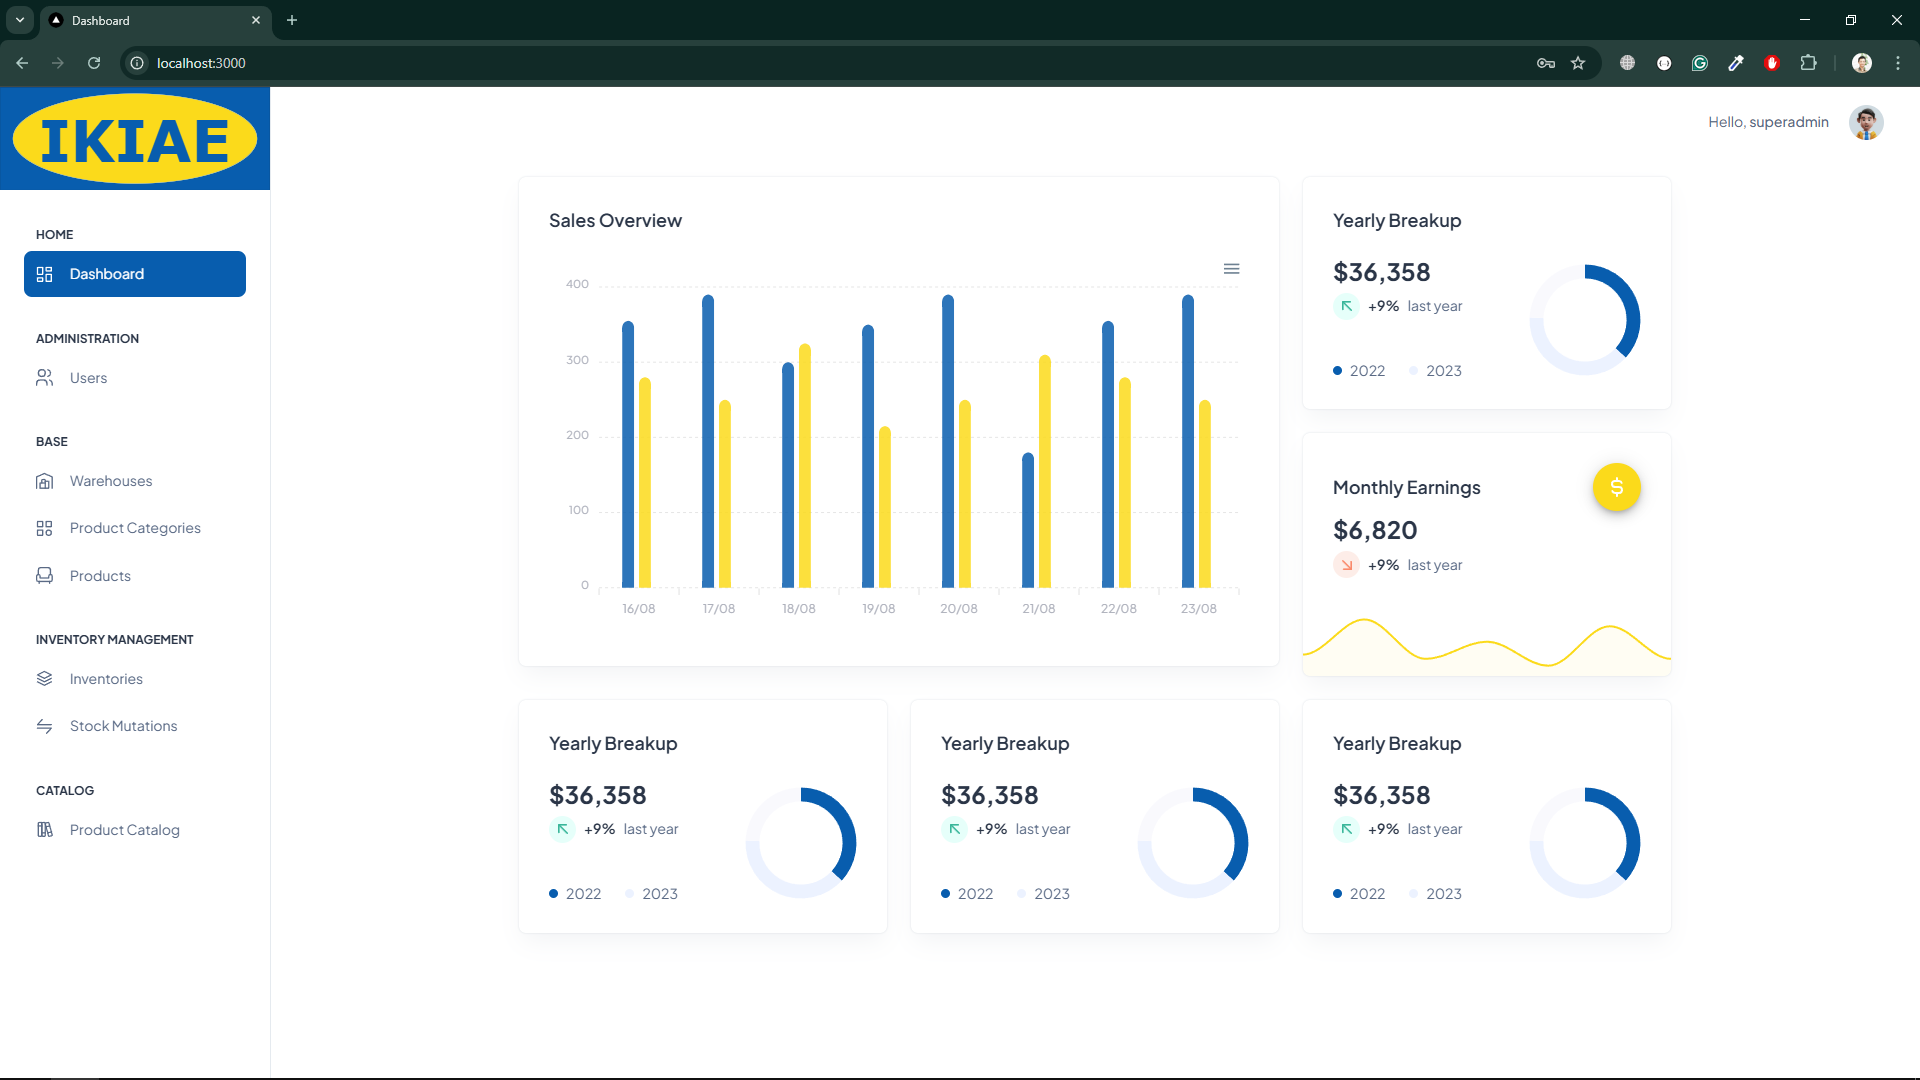 Dashboard
localhost:3000
IKIAE
Hello, superadmin
HOME
Dashboard
ADMINISTRATION
Users
BASE
Warehouses
Product Categories
Products
INVENTORY MANAGEMENT
Inventories
Stock Mutations
CATALOG
Product Catalog
Sales Overview
400
300
200
100
0
16/08 17/08 18/08 19/08 20/08 21/08 22/08 23/08
Yearly Breakup
$36,358
+9% last year
2022 2023
Monthly Earnings
$
$6,820
+9% last year
Yearly Breakup
$36,358
+9% last year
2022 2023
Yearly Breakup
$36,358
+9% last year
2022 2023
Yearly Breakup
$36,358
+9% last year
2022 2023